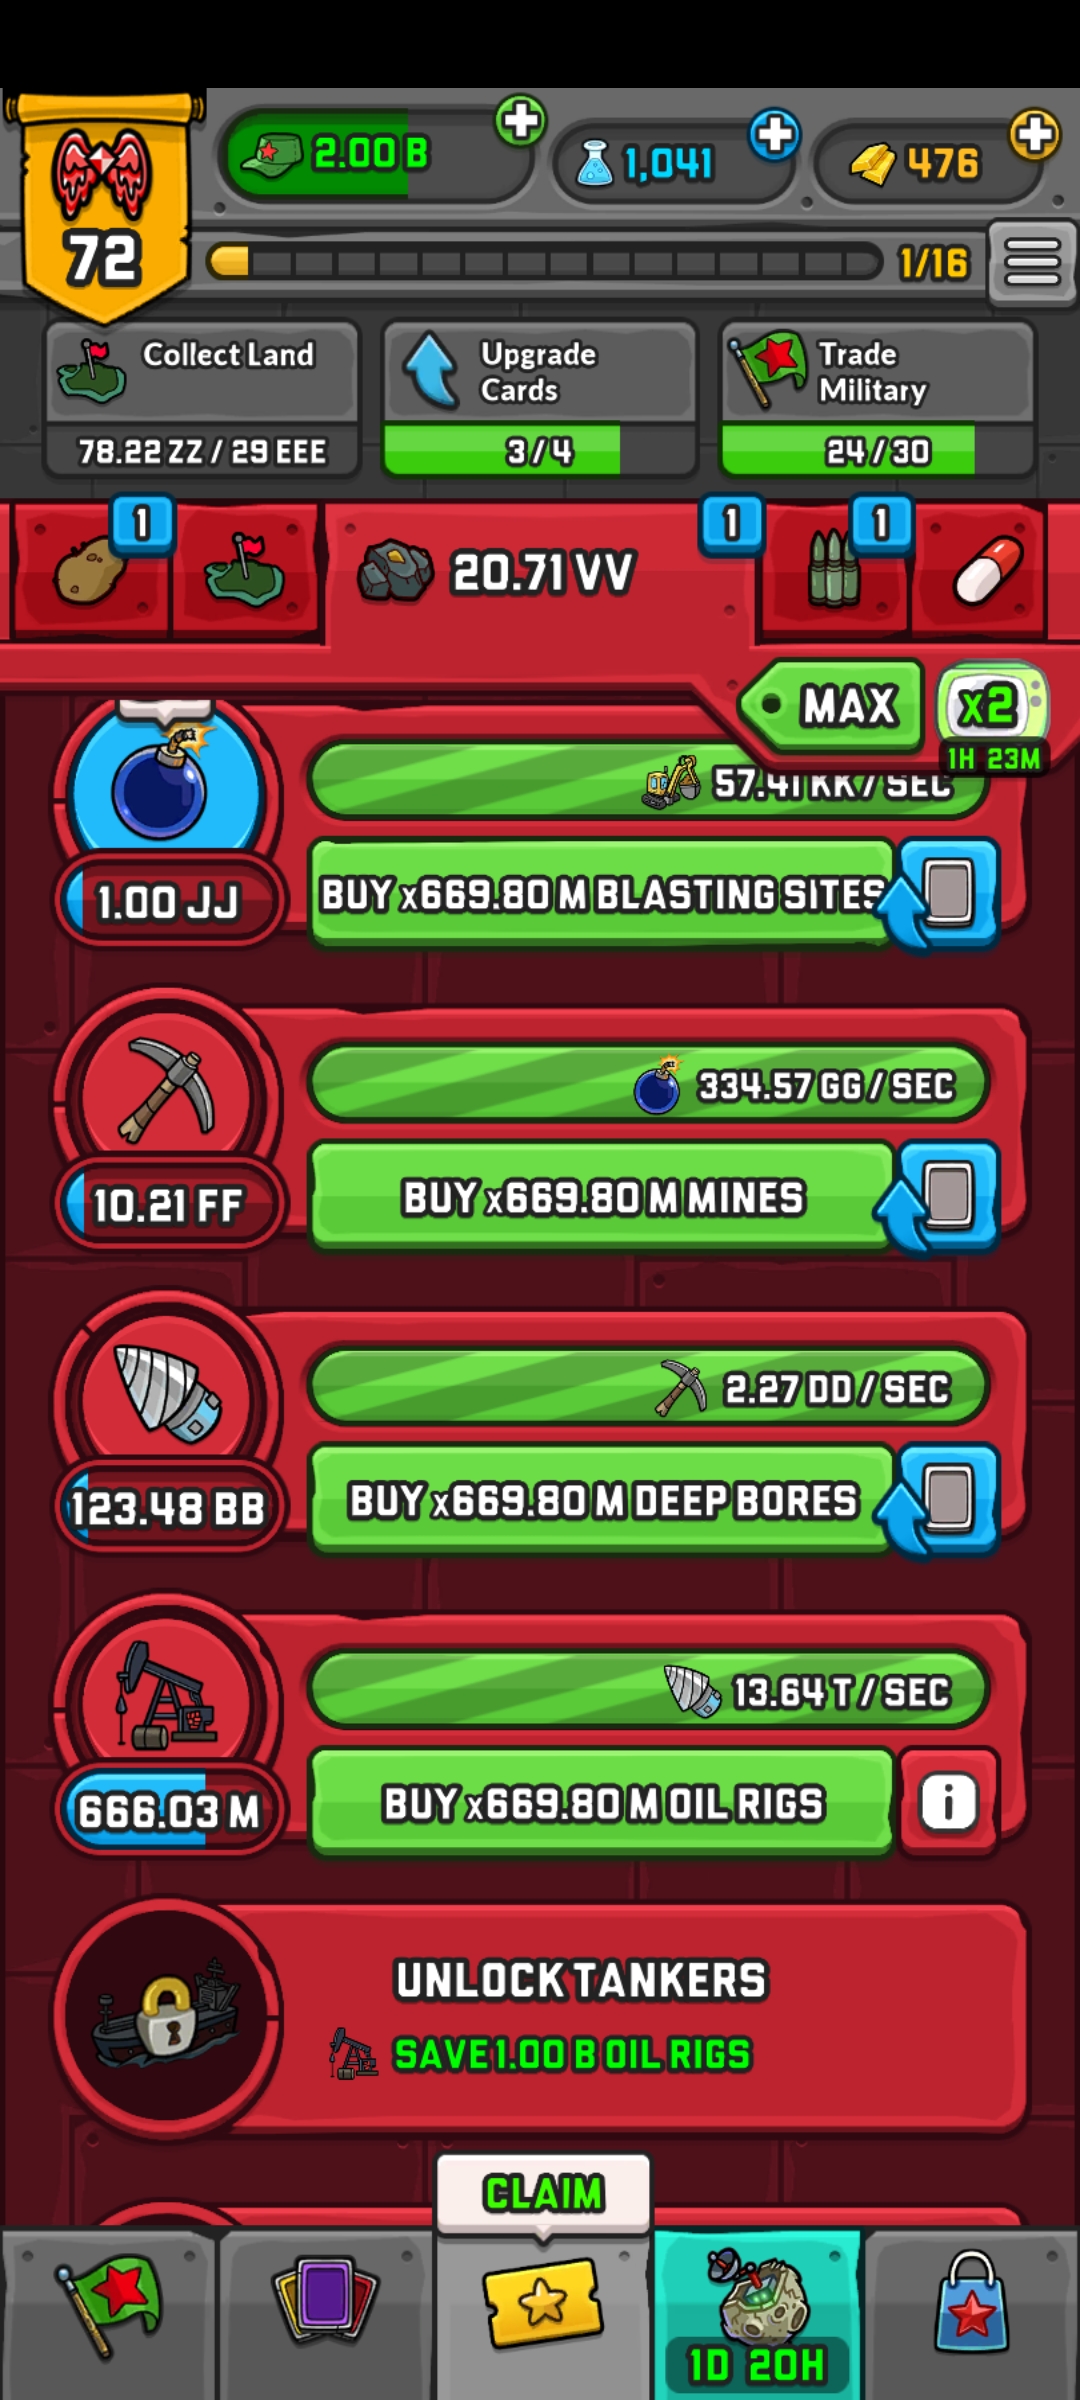 2.00 B
1,041
476
72
1/16
Collect Land
78.22 ZZ / 29 EEE
Upgrade
Cards
3/4
Trade
Military
24/30
1
20.71 VV
1
1
MAX
x2
1H 23M
57.41 KK / SEC
1.00 JJ
BUY x669.80 M BLASTING SITES
334.57 GG / SEC
10.21 FF
BUY x669.80 M MINES
2.27 DD / SEC
123.48 BB
BUY x669.80 M DEEP BORES
13.64 T / SEC
666.03 M
BUY x669.80 M OIL RIGS
i
UNLOCK TANKERS
SAVE 1.00 B OIL RIGS
CLAIM
1D 20H